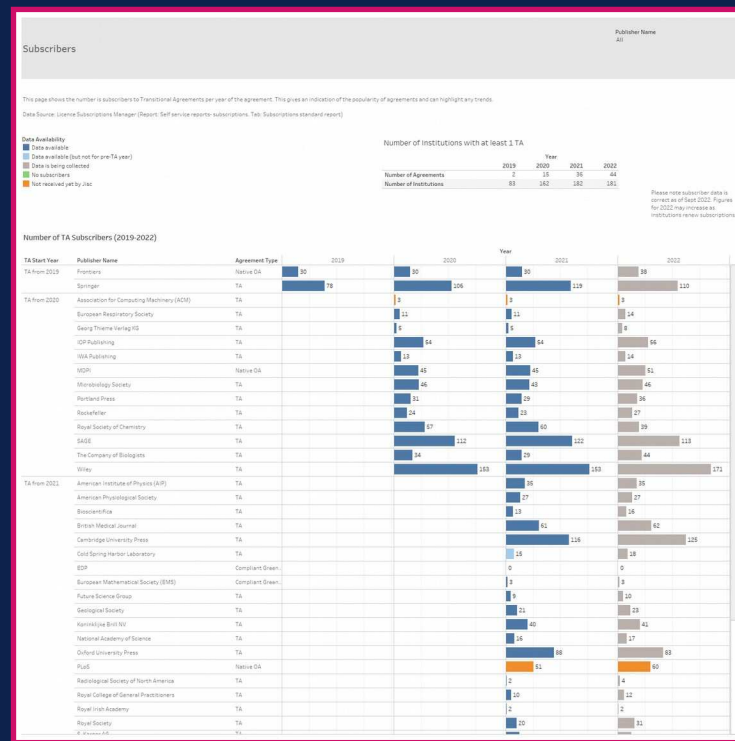 Publisher Name
All
Subscribers
This page shows the number is subscribers to Transitional Agreements per year of the agreement. This gives an indication of the popularity of agreements and can highlight any trends.
Data Source: License Subscriptions Manager (Report: Self service reports- subscriptions. Tab: Subscriptions standard report)
Data Availability
Data available
Data available (but not for pre-TA year)
Data is being collected
No subscribers
Not received yet by Jisc
Number of Institutions with at least 1 TA
Year
2019 2020 2021 2022
Number of Agreements 2 15 36 44
Number of Institutions 83 162 182 181
Please note subscriber data is
correct as of Sept 2022. Figures
for 2022 may increase as
institutions renew subscriptions
Number of TA Subscribers (2019-2022)
Year
TA Start Year Publisher Name Agreement Type 2019 2020 2021 2022
TA from 2019 Frontiers Native OA 30 30 30 38
Springer TA 78 106 119 110
TA from 2020 Association for Computing Machinery (ACM) TA 3 3 3
European Respiratory Society TA 11 11 14
Georg Thieme Verlag KG TA 5 5 8
IOP Publishing TA 54 54 56
IWA Publishing TA 13 13 14
MDPI Native OA 45 45 51
Microbiology Society TA 46 43 46
Portland Press TA 31 29 36
Rockefeller TA 24 23 27
Royal Society of Chemistry TA 57 60 39
SAGE TA 112 122 113
The Company of Biologists TA 34 29 44
Wiley TA 153 153 171
TA from 2021 American Institute of Physics (AIP) TA 35 35
American Physiological Society TA 27 27
Bioscientifica TA 13 16
British Medical Journal TA 61 62
Cambridge University Press TA 116 125
Cold Spring Harbor Laboratory TA 15 18
EDP Compliant Green.. 0 0
European Mathematical Society (EMS) Compliant Green.. 3 3
Future Science Group TA 9 10
Geological Society TA 21 23
Koninklijke Brill NV TA 40 41
National Academy of Science TA 16 17
Oxford University Press TA 88 83
PLoS Native OA 51 60
Radiological Society of North America TA 2 4
Royal College of General Practitioners TA 10 12
Royal Irish Academy TA 2 2
Royal Society TA 20 31